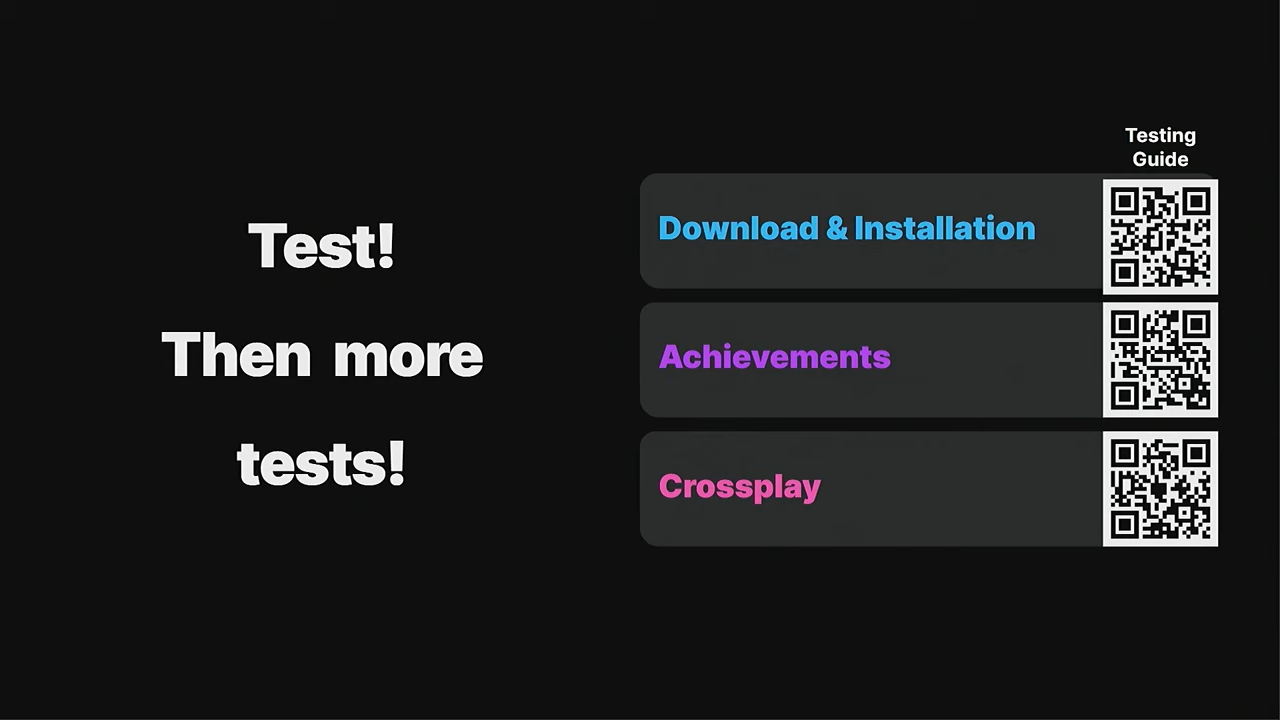 Test!
Then more
tests!
Testing
Guide
Download & Installation
Achievements
Crossplay